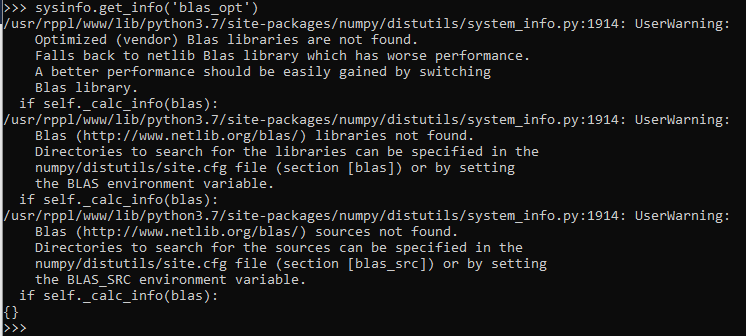 >>> sysinfo.get_info('blas_opt')
/usr/rppl/www/lib/python3.7/site-packages/numpy/distutils/system_info.py:1914: UserWarning:
    Optimized (vendor) Blas libraries are not found.
    Falls back to netlib Blas library which has worse performance.
    A better performance should be easily gained by switching
    Blas library.
  if self._calc_info(blas):
/usr/rppl/www/lib/python3.7/site-packages/numpy/distutils/system_info.py:1914: UserWarning:
    Blas (http://www.netlib.org/blas/) libraries not found.
    Directories to search for the libraries can be specified in the
    numpy/distutils/site.cfg file (section [blas]) or by setting
    the BLAS environment variable.
  if self._calc_info(blas):
/usr/rppl/www/lib/python3.7/site-packages/numpy/distutils/system_info.py:1914: UserWarning:
    Blas (http://www.netlib.org/blas/) sources not found.
    Directories to search for the sources can be specified in the
    numpy/distutils/site.cfg file (section [blas_src]) or by setting
    the BLAS_SRC environment variable.
  if self._calc_info(blas):
{}
>>>